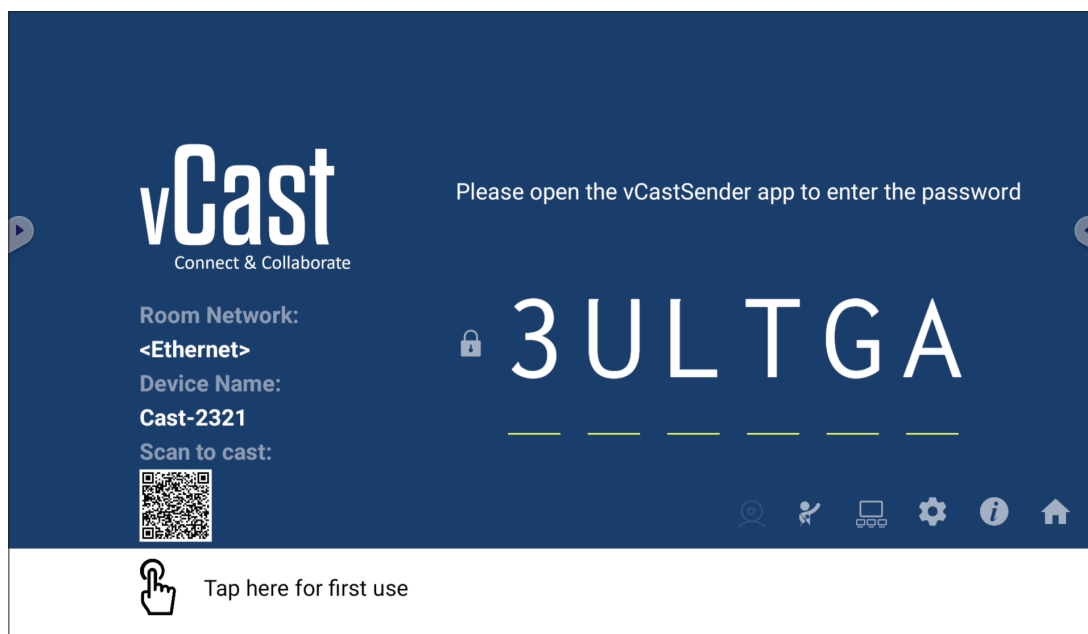 vCast
Connect & Collaborate
Please open the vCastSender app to enter the password
Room Network:
<Ethernet>
Device Name:
Cast-2321
Scan to cast:
3ULTGA
Tap here for first use